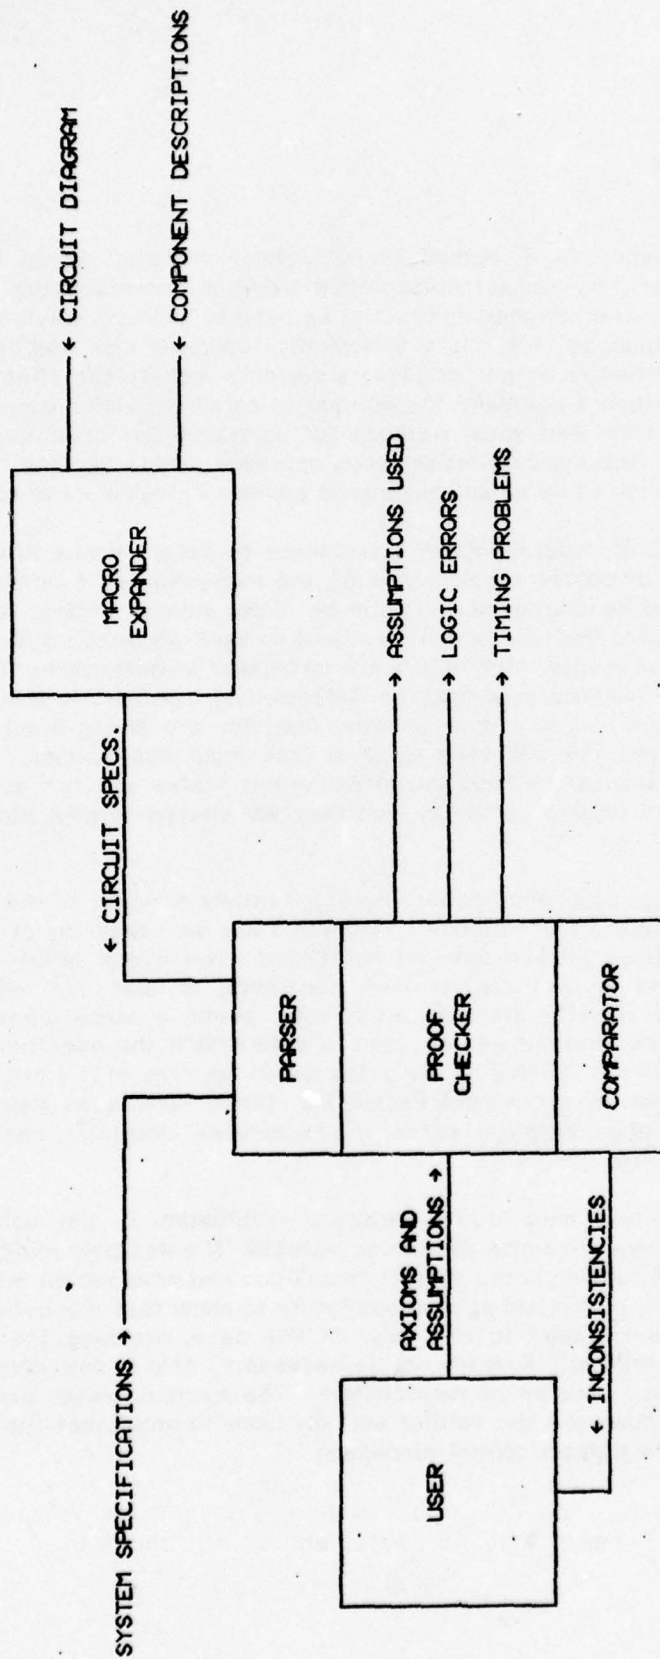 SYSTEM SPECIFICATIONS →
← CIRCUIT SPECS.
← CIRCUIT DIAGRAM
MACRO
EXPANDER
← COMPONENT DESCRIPTIONS
PARSER
AXIOMS AND
ASSUMPTIONS →
PROOF
CHECKER
→ ASSUMPTIONS USED
→ LOGIC ERRORS
→ TIMING PROBLEMS
USER
← INCONSISTENCIES
COMPARATOR